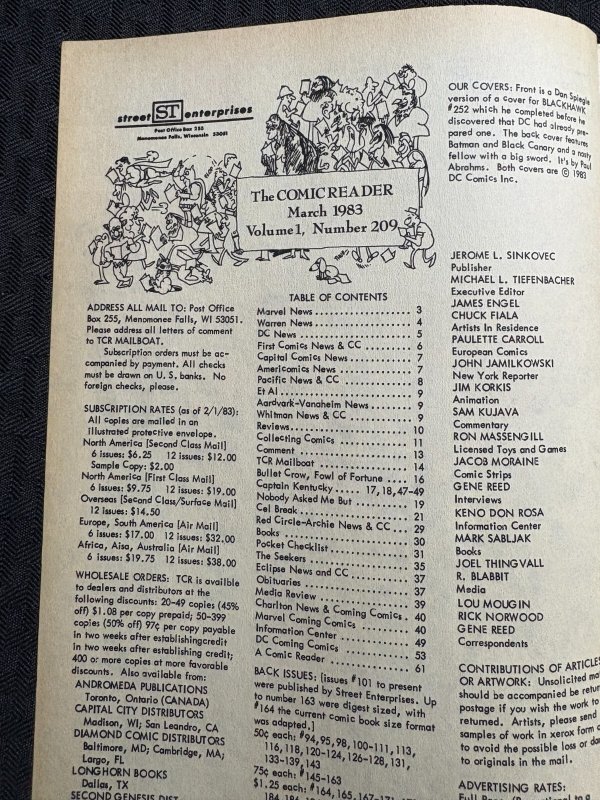 street ST enterprises
Post Office Box 255
Menomonee Falls, Wisconsin 53051
The COMIC READER
March 1983
Volume 1, Number 209
OUR COVERS: Front is a Dan Spiegle
version of a cover for BLACKHAWK
#252 which he completed before he
discovered that DC had already pre-
pared one. The back cover features
Batman and Black Canary and a nasty
fellow with a big sword. It's by Paul
Abrahms. Both covers are © 1983
DC Comics Inc.
ADDRESS ALL MAIL TO: Post Office
Box 255, Menomonee Falls, WI 53051.
Please address all letters of comment
to TCR MAILBOAT.
Subscription orders must be ac-
companied by payment. All checks
must be drawn on U.S. banks. No
foreign checks, please.
SUBSCRIPTION RATES (as of 2/1/83):
All copies are mailed in an
illustrated protective envelope.
North America [Second Class Mail]
6 issues: $6.25 12 issues: $12.00
Sample Copy: $2.00
North America [First Class Mail]
6 issues: $9.75 12 issues: $19.00
Overseas [Second Class/Surface Mail]
12 issues: $14.50
Europe, South America [Air Mail]
6 issues: $17.00 12 issues: $32.00
Africa, Aisa, Australia [Air Mail]
6 issues: $19.75 12 issues: $38.00
WHOLESALE ORDERS: TCR is availble
to dealers and distributors at the
following discounts: 20-49 copies (45%
off) $1.08 per copy prepaid; 50-399
copies (50% off) 97¢ per copy payable
in two weeks after establishingcredit
in two weeks after establishing credit;
400 or more copies at more favorable
discounts. Also available from:
ANDROMEDA PUBLICATIONS
Toronto, Ontario (CANADA)
CAPITAL CITY DISTRIBUTORS
Madison, WI; San Leandro, CA
DIAMOND COMIC DISTRIBUTORS
Baltimore, MD; Cambridge, MA;
Largo, FL
LONGHORN BOOKS
Dallas, TX
SECOND GENESIS DIST.
TABLE OF CONTENTS
Marvel News 3
Warren News 4
DC News 5
First Comics News & CC 6
Capital Comics News 7
Americomics News 7
Pacific News & CC 8
Et Al 9
Aardvark-Vanaheim News 9
Whitman News & CC 9
Reviews 10
Collecting Comics 11
Comment 13
TCR Mailboat 14
Bullet Crow, Fowl of Fortune 16
Captain Kentucky 17,18,47-49
Nobody Asked Me But 19
Cel Break 21
Red Circle-Archie News & CC 29
Books 30
Pocket Checklist 31
The Seekers 35
Eclipse News and CC 37
Obituaries 37
Media Review 39
Charlton News & Coming Comics 40
Marvel Coming Comics 40
Information Center 49
DC Coming Comics 53
A Comic Reader 61
BACK ISSUES: [issues #101 to present
were published by Street Enterprises. Up
to number 163 were digest sized, with
#164 the current comic book size format
was adopted.]
50¢ each: #94,95,98,100-111,113,
116,118,120-124,126-128,131,
133-139,143
75¢ each: #145-163
$1.25 each: #164,165,167-171
JEROME L. SINKOVEC
Publisher
MICHAEL L. TIEFENBACHER
Executive Editor
JAMES ENGEL
CHUCK FIALA
Artists In Residence
PAULETTE CARROLL
European Comics
JOHN JAMILKOWSKI
New York Reporter
JIM KORKIS
Animation
SAM KUJAVA
Commentary
RON MASSENGILL
Licensed Toys and Games
JACOB MORAINE
Comic Strips
GENE REED
Interviews
KENO DON ROSA
Information Center
MARK SABLJAK
Books
JOEL THINGVALL
R. BLABBIT
Media
LOU MOUGIN
RICK NORWOOD
GENE REED
Correspondents
CONTRIBUTIONS OF ARTICLES
OR ARTWORK: Unsolicited
should be accompanied be
postage if you wish the work to
returned. Artists, please send
samples of work in xerox form
to avoid the possible loss or
to originals in the mail.
ADVERTISING RATES: